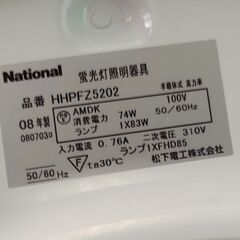 National 蛍光灯照明器具
品番 HHPFZ5202 半導体式 高力率
08年製 AMDK 100V
080703 消費電力 74W 50/60Hz
ランプ 1X83W
入力電流 0.76A 二次電圧 310V
F ta30℃ ランプ1XFHD85
50/60Hz 松下電工株式会社